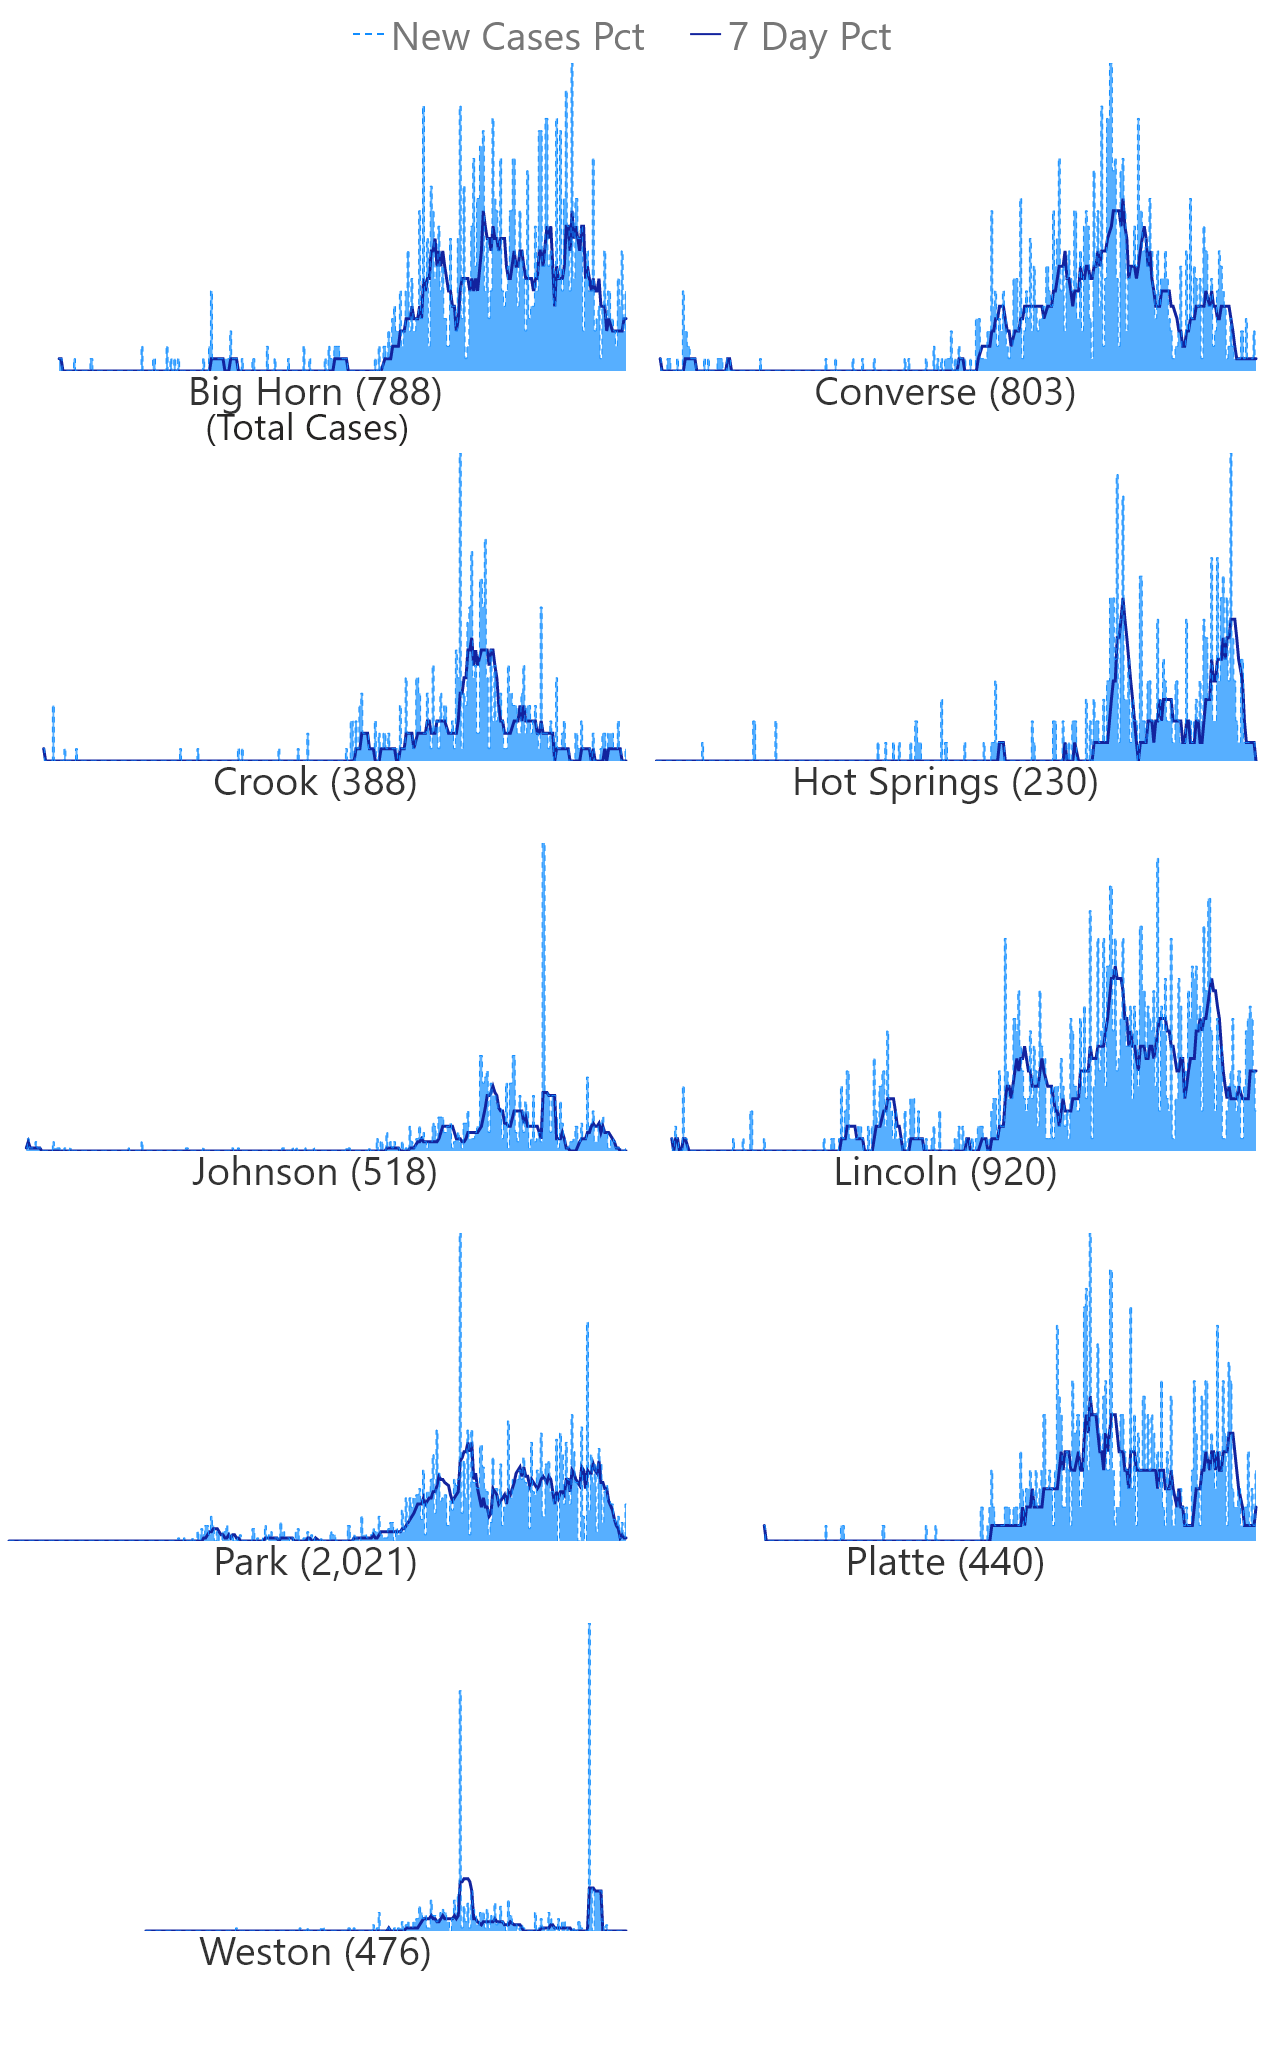 New Cases Pct 7 Day Pct
Big Horn (788) Converse (803)
(Total Cases)
Crook (388) Hot Springs (230)
Johnson (518) Lincoln (920)
Park (2,021) Platte (440)
Weston (476)